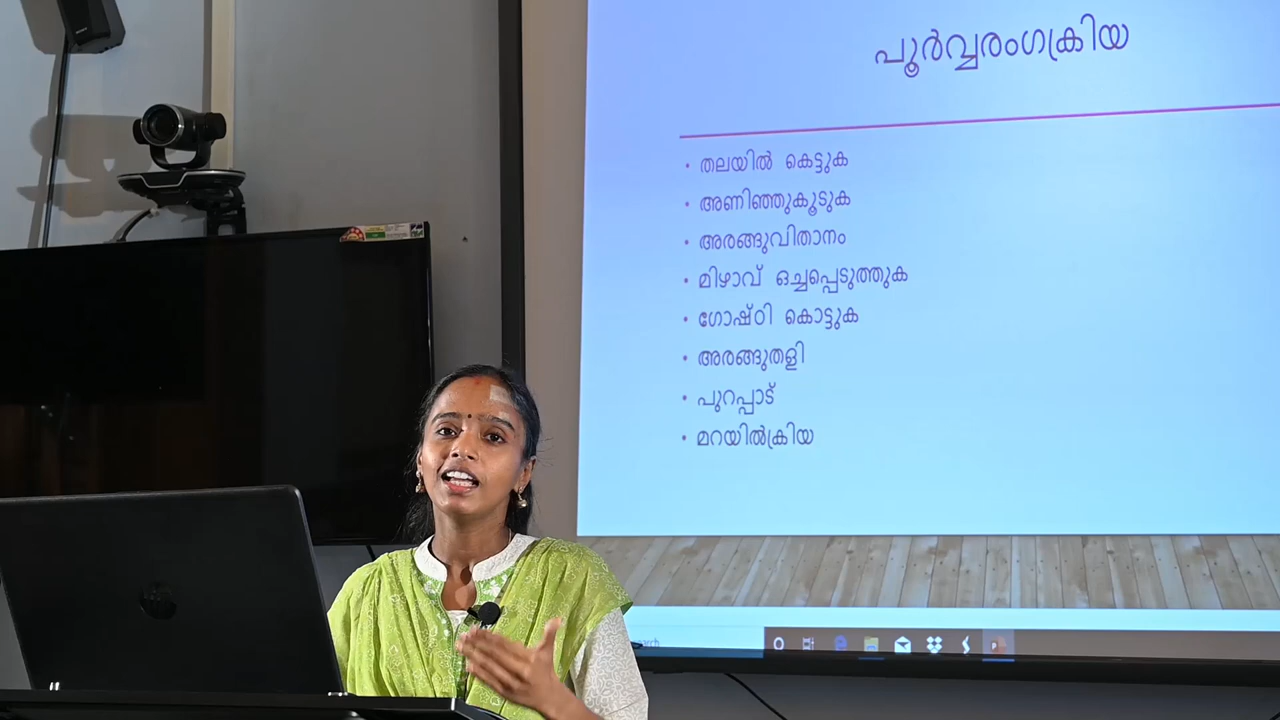 പൂർവ്വരംഗക്രിയ
• തലയിൽ കെട്ടുക
• അണിഞ്ഞുകൂടുക
• അരങ്ങുവിതാനം
• മിഴാവ് ഒച്ചപ്പെടുത്തുക
• ഗോഷ്ഠി കൊട്ടുക
• അരങ്ങുതളി
• പുറപ്പാട്
• മറയിൽക്രിയ